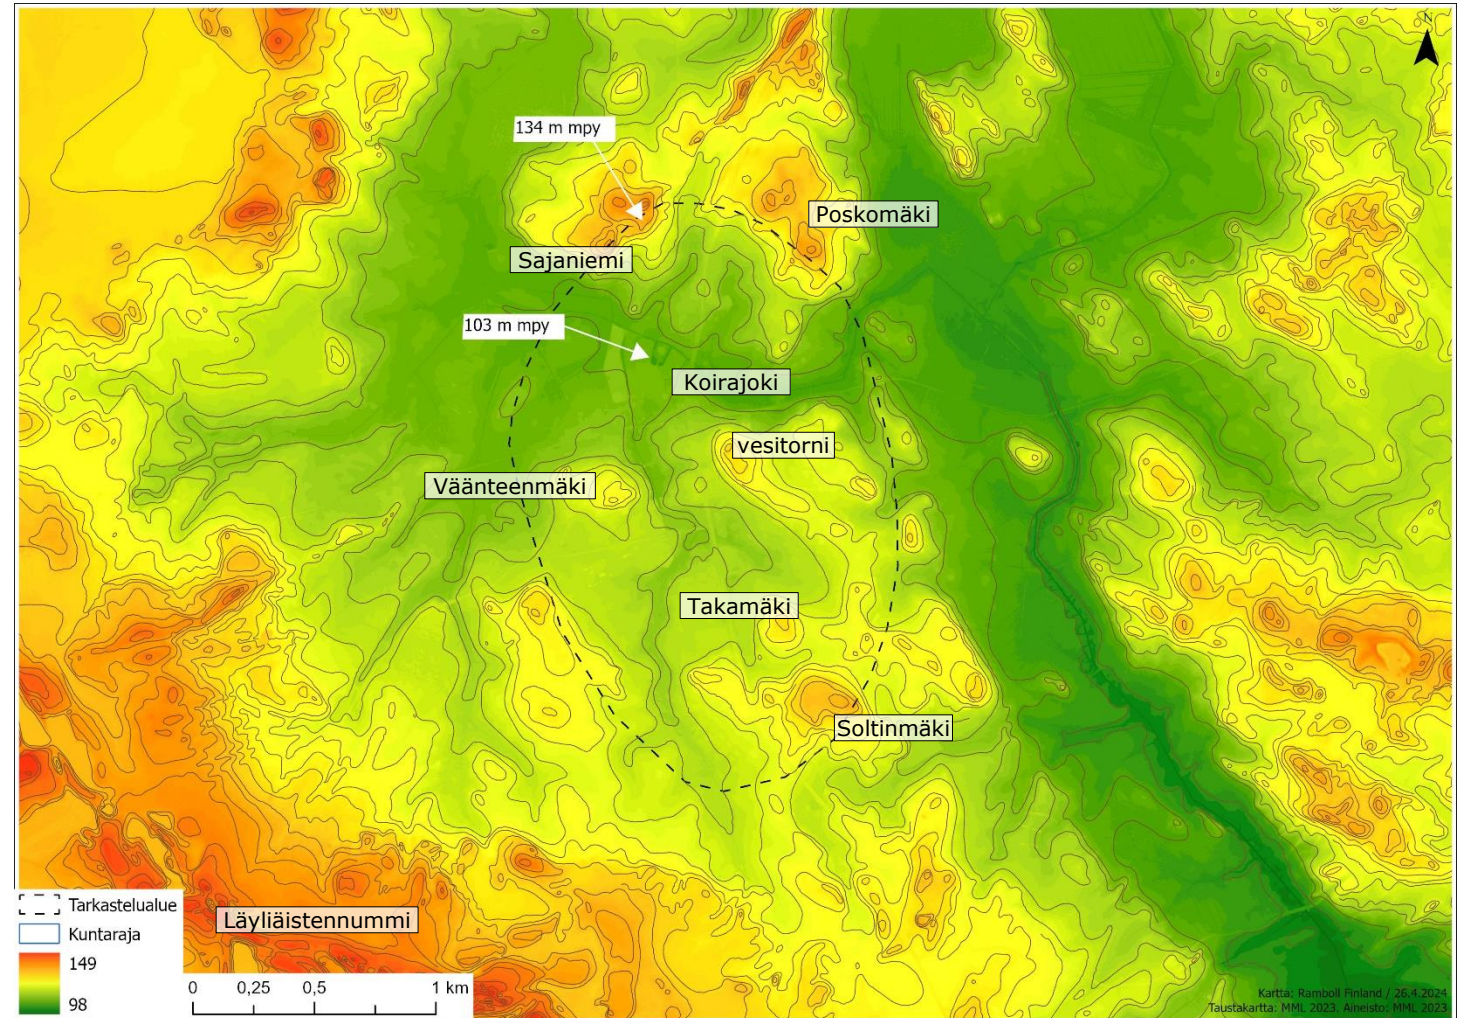 N
134 m mpy
Poskomäki
Sajaniemi
103 m mpy
Koirajoki
vesitorni
Väänteenmäki
Takamäki
Soltinmäki
Läyliäistennummi
Tarkastelualue
Kuntaraja
149
98
0 0,25 0,5 1 km
Kartta: Ramboll Finland / 26.4.2024
Taustakartta: MML 2023. Aineisto: MML 2023